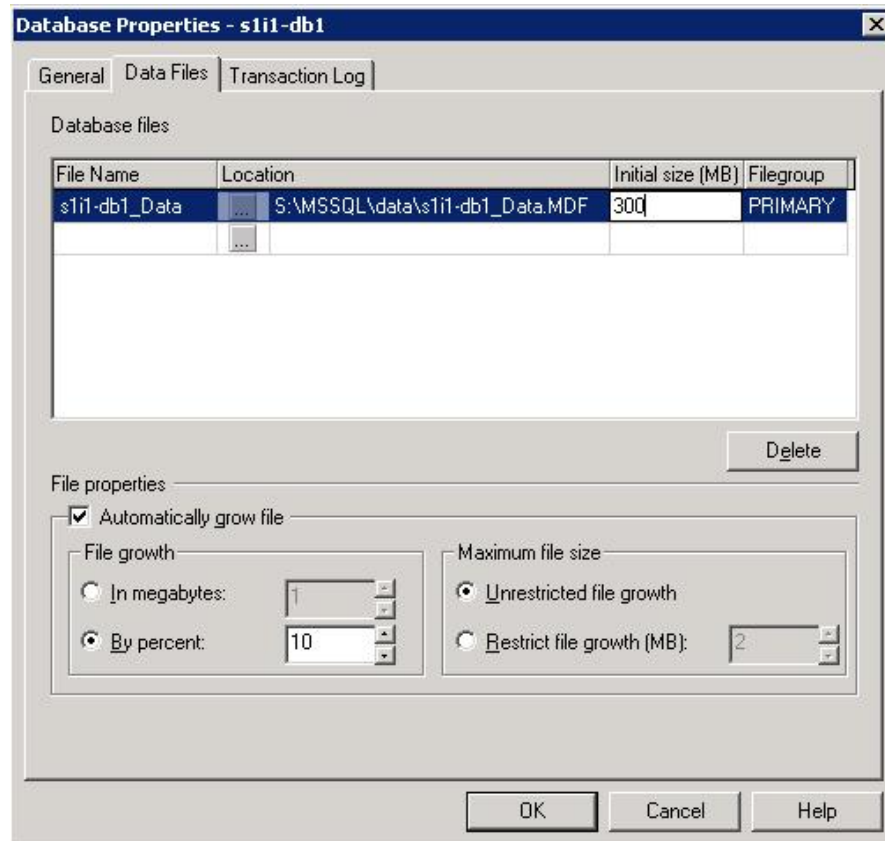 Database Properties - s1i1-db1
General Data Files Transaction Log
Database files
File Name Location Initial size (MB) Filegroup
s1i1-db1_Data ... S:\MSSQL\data\s1i1-db1_Data.MDF 300 PRIMARY
...
Delete
File properties
Automatically grow file
File growth Maximum file size
In megabytes: 1 Unrestricted file growth
By percent: 10 Restrict file growth (MB): 2
OK Cancel Help